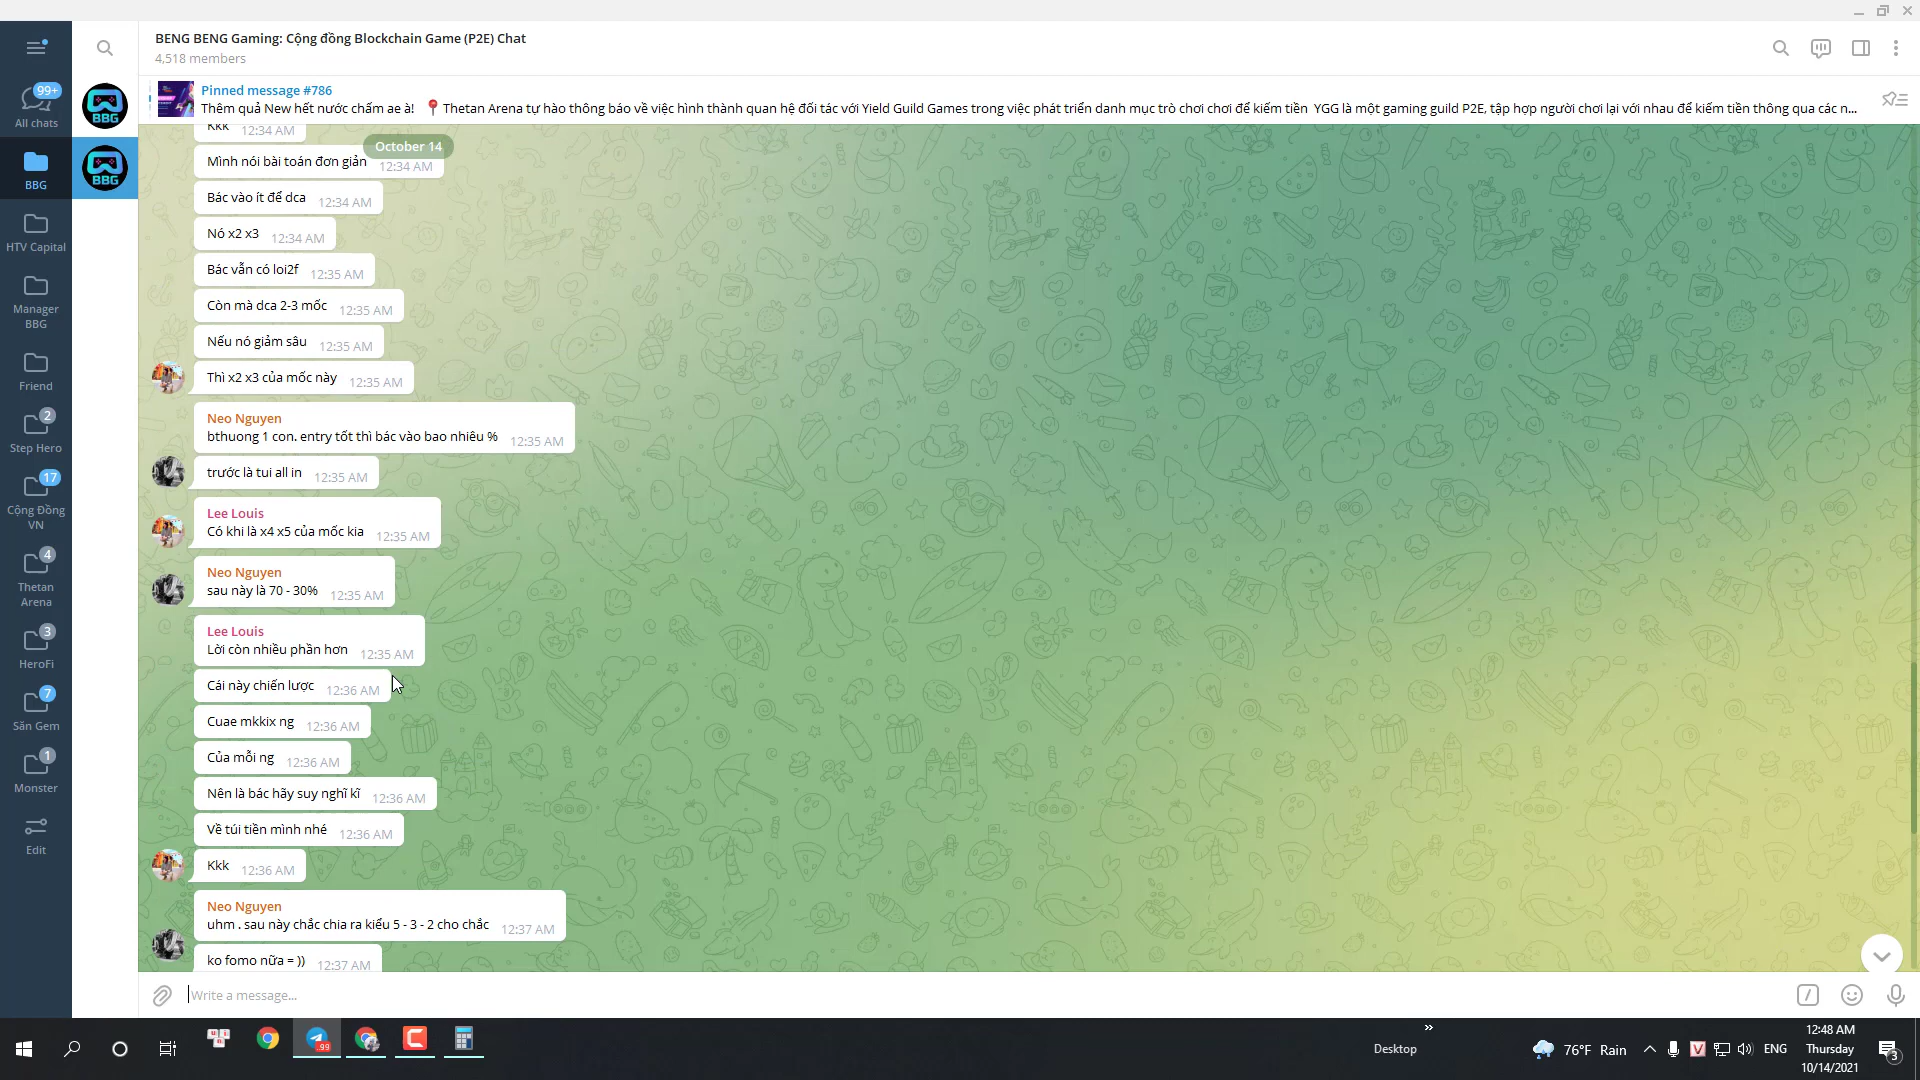 BENG BENG Gaming: Cộng đồng Blockchain Game (P2E) Chat
4,518 members
Pinned message #786
Thêm quả New hết nước chấm ae à! 📍Thetan Arena tự hào thông báo về việc hình thành quan hệ đối tác với Yield Guild Games trong việc phát triển danh mục trò chơi chơi để kiếm tiền YGG là một gaming guild P2E, tập hợp người chơi lại với nhau để kiếm tiền thông qua các n...
99+
All chats
BBG
HTV Capital
Manager
BBG
Friend
2
Step Hero
17
Cộng Đồng
VN
4
Thetan
Arena
3
HeroFi
7
Săn Gem
1
Monster
Edit
BBG
BBG
October 14
Kkk 12:34 AM
Mình nói bài toán đơn giản 12:34 AM
Bác vào ít để dca 12:34 AM
Nó x2 x3 12:34 AM
Bác vẫn có loi2f 12:35 AM
Còn mà dca 2-3 mốc 12:35 AM
Nếu nó giảm sâu 12:35 AM
Thì x2 x3 của mốc này 12:35 AM
Neo Nguyen
bthuong 1 con. entry tốt thì bác vào bao nhiêu % 12:35 AM
trước là tui all in 12:35 AM
Lee Louis
Có khi là x4 x5 của mốc kia 12:35 AM
Neo Nguyen
sau này là 70 - 30% 12:35 AM
Lee Louis
Lời còn nhiều phần hơn 12:35 AM
Cái này chiến lược 12:36 AM
Cuae mkkix ng 12:36 AM
Của mỗi ng 12:36 AM
Nên là bác hãy suy nghĩ kĩ 12:36 AM
Về túi tiền mình nhé 12:36 AM
Kkk 12:36 AM
Neo Nguyen
uhm . sau này chắc chia ra kiểu 5 - 3 - 2 cho chắc 12:37 AM
ko fomo nữa = )) 12:37 AM
Write a message...
99
Desktop
»
76°F Rain
ENG
12:48 AM
Thursday
10/14/2021
3